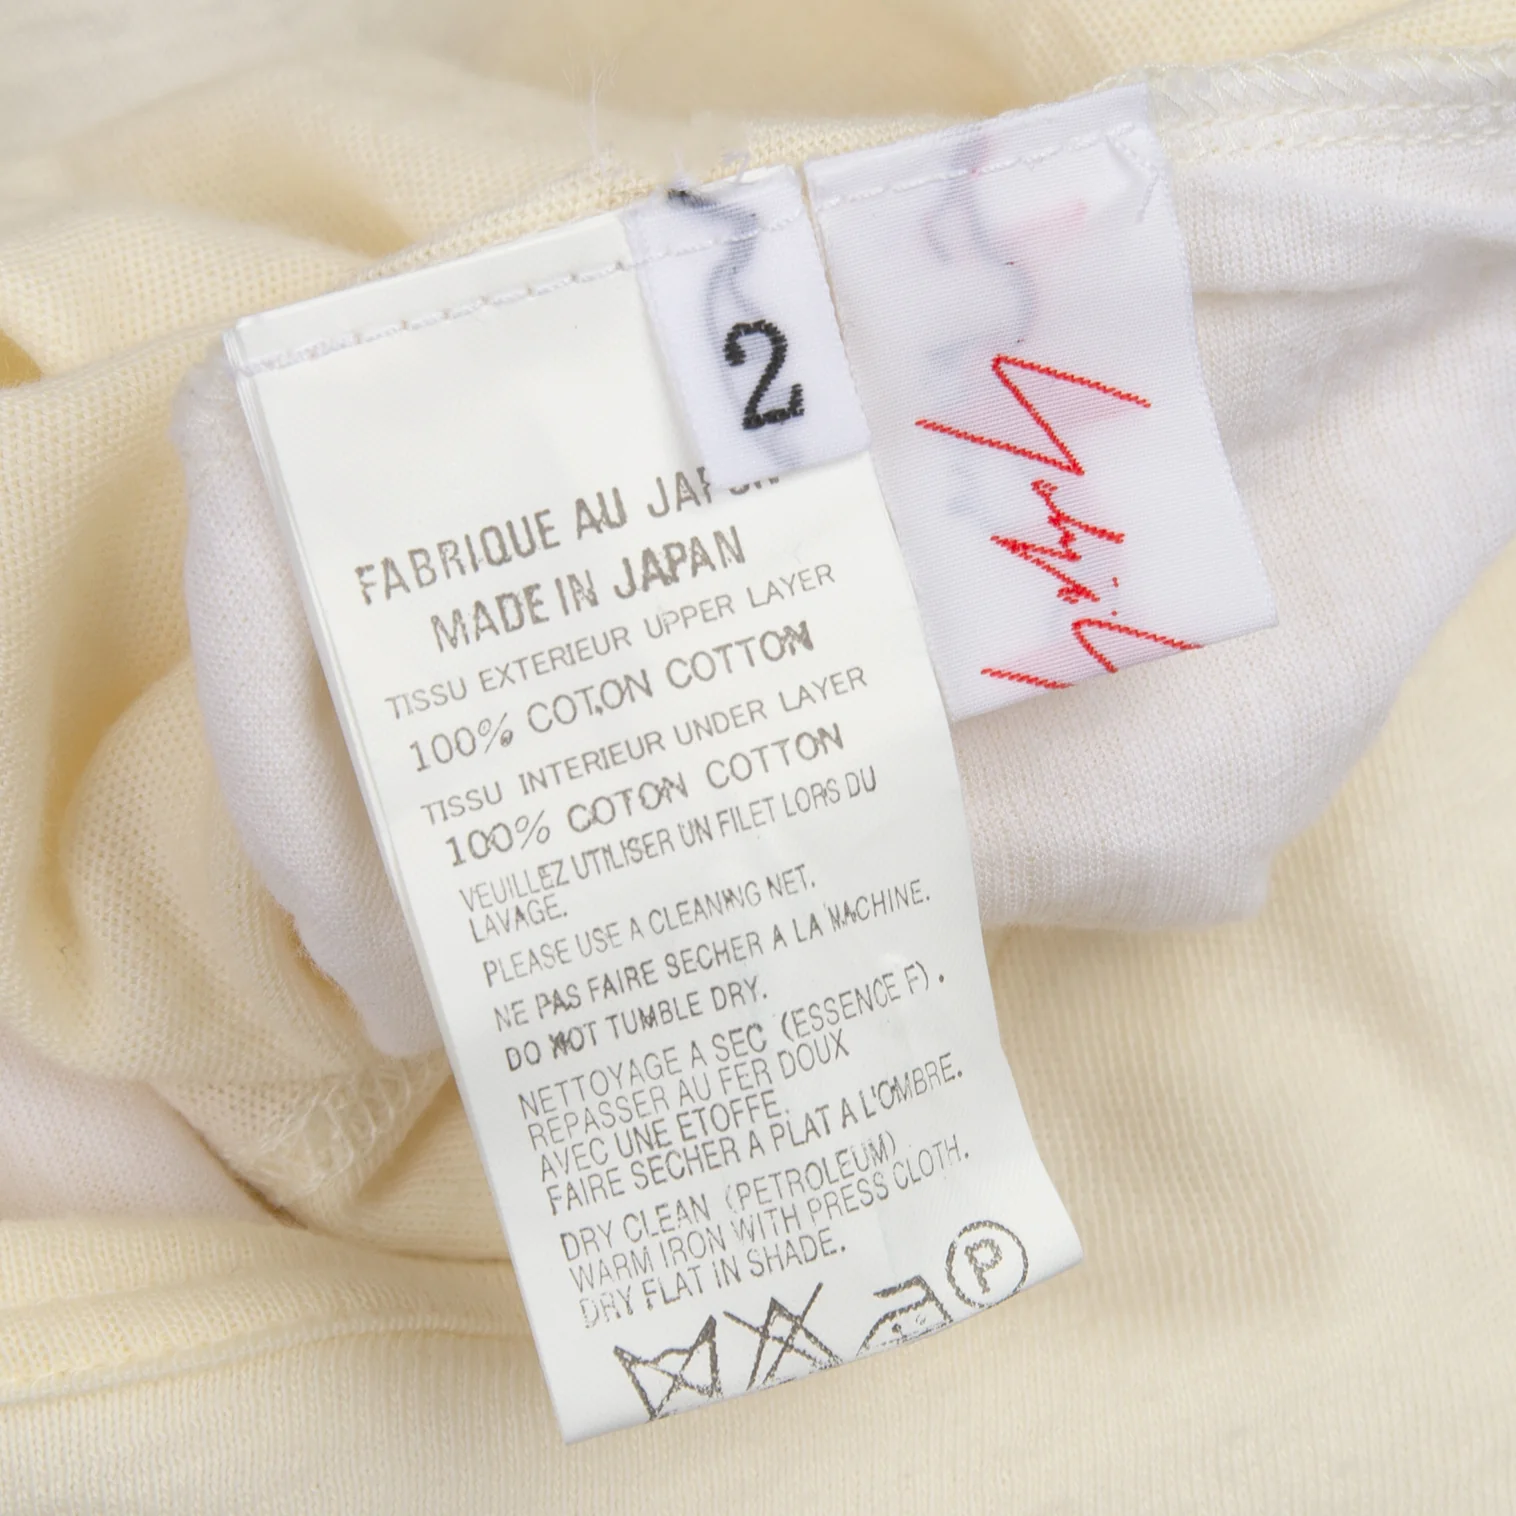 2
FABRIQUE AU JAPON
MADE IN JAPAN
TISSU EXTERIEUR UPPER LAYER
100% COTON COTTON
TISSU INTERIEUR UNDER LAYER
100% COTON COTTON
VEUILLEZ UTILISER UN FILET LORS DU
LAVAGE.
PLEASE USE A CLEANING NET.
NE PAS FAIRE SECHER A LA MACHINE.
DO NOT TUMBLE DRY.
NETTOYAGE A SEC (ESSENCE F).
REPASSER AU FER DOUX
AVEC UNE ETOFFE.
FAIRE SECHER A PLAT A L'OMBRE.
DRY CLEAN (PETROLEUM)
WARM IRON WITH PRESS CLOTH.
DRY FLAT IN SHADE.
P